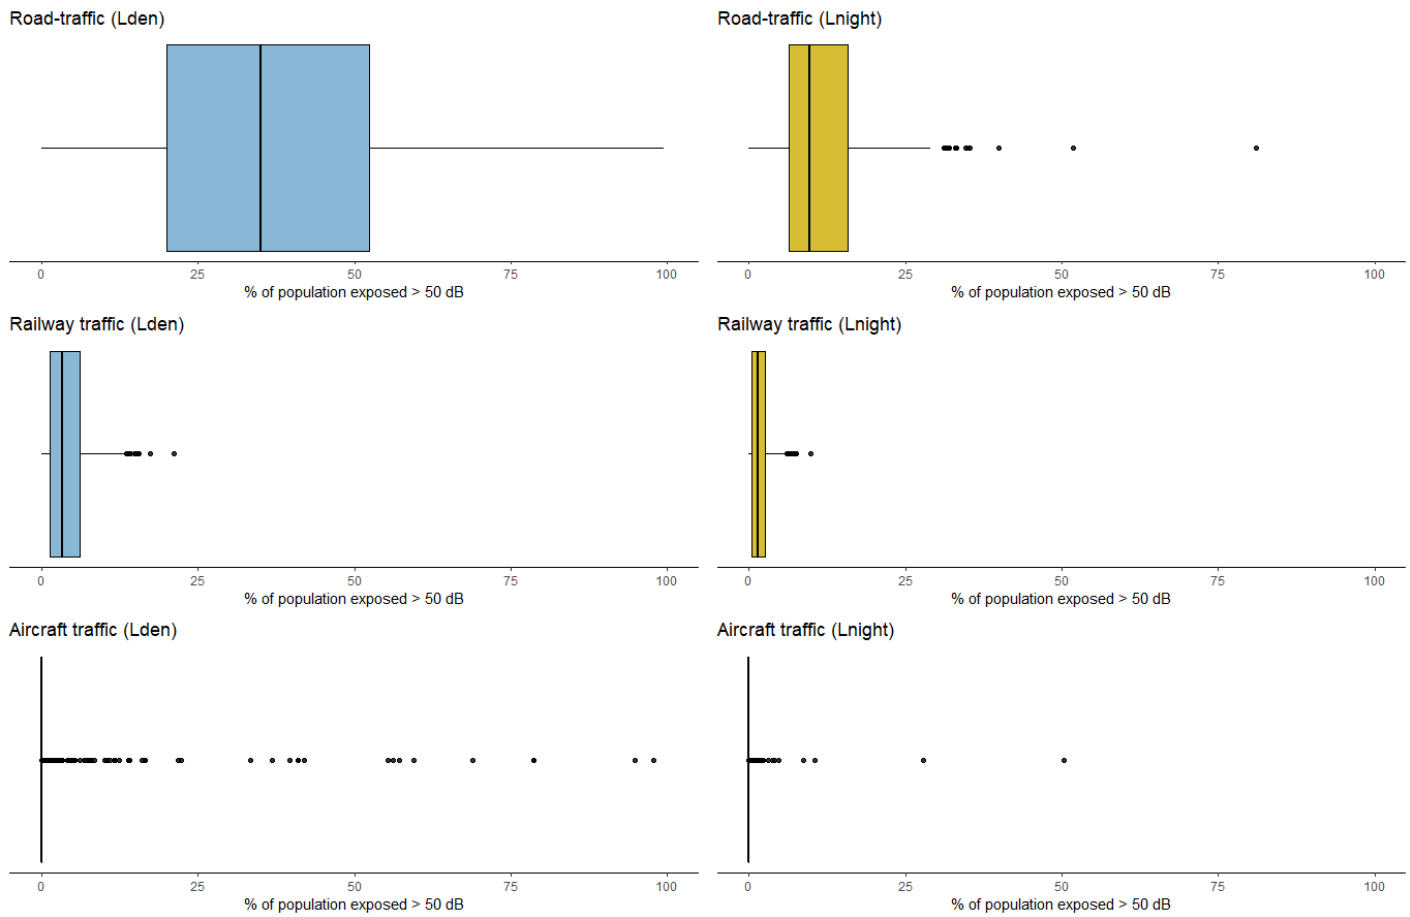 Road-traffic (Lden)
Road-traffic (Lnight)
0 25 50 75 100
0 25 50 75 100
% of population exposed > 50 dB
% of population exposed > 50 dB
Railway traffic (Lden)
Railway traffic (Lnight)
0 25 50 75 100
0 25 50 75 100
% of population exposed > 50 dB
% of population exposed > 50 dB
Aircraft traffic (Lden)
Aircraft traffic (Lnight)
0 25 50 75 100
0 25 50 75 100
% of population exposed > 50 dB
% of population exposed > 50 dB